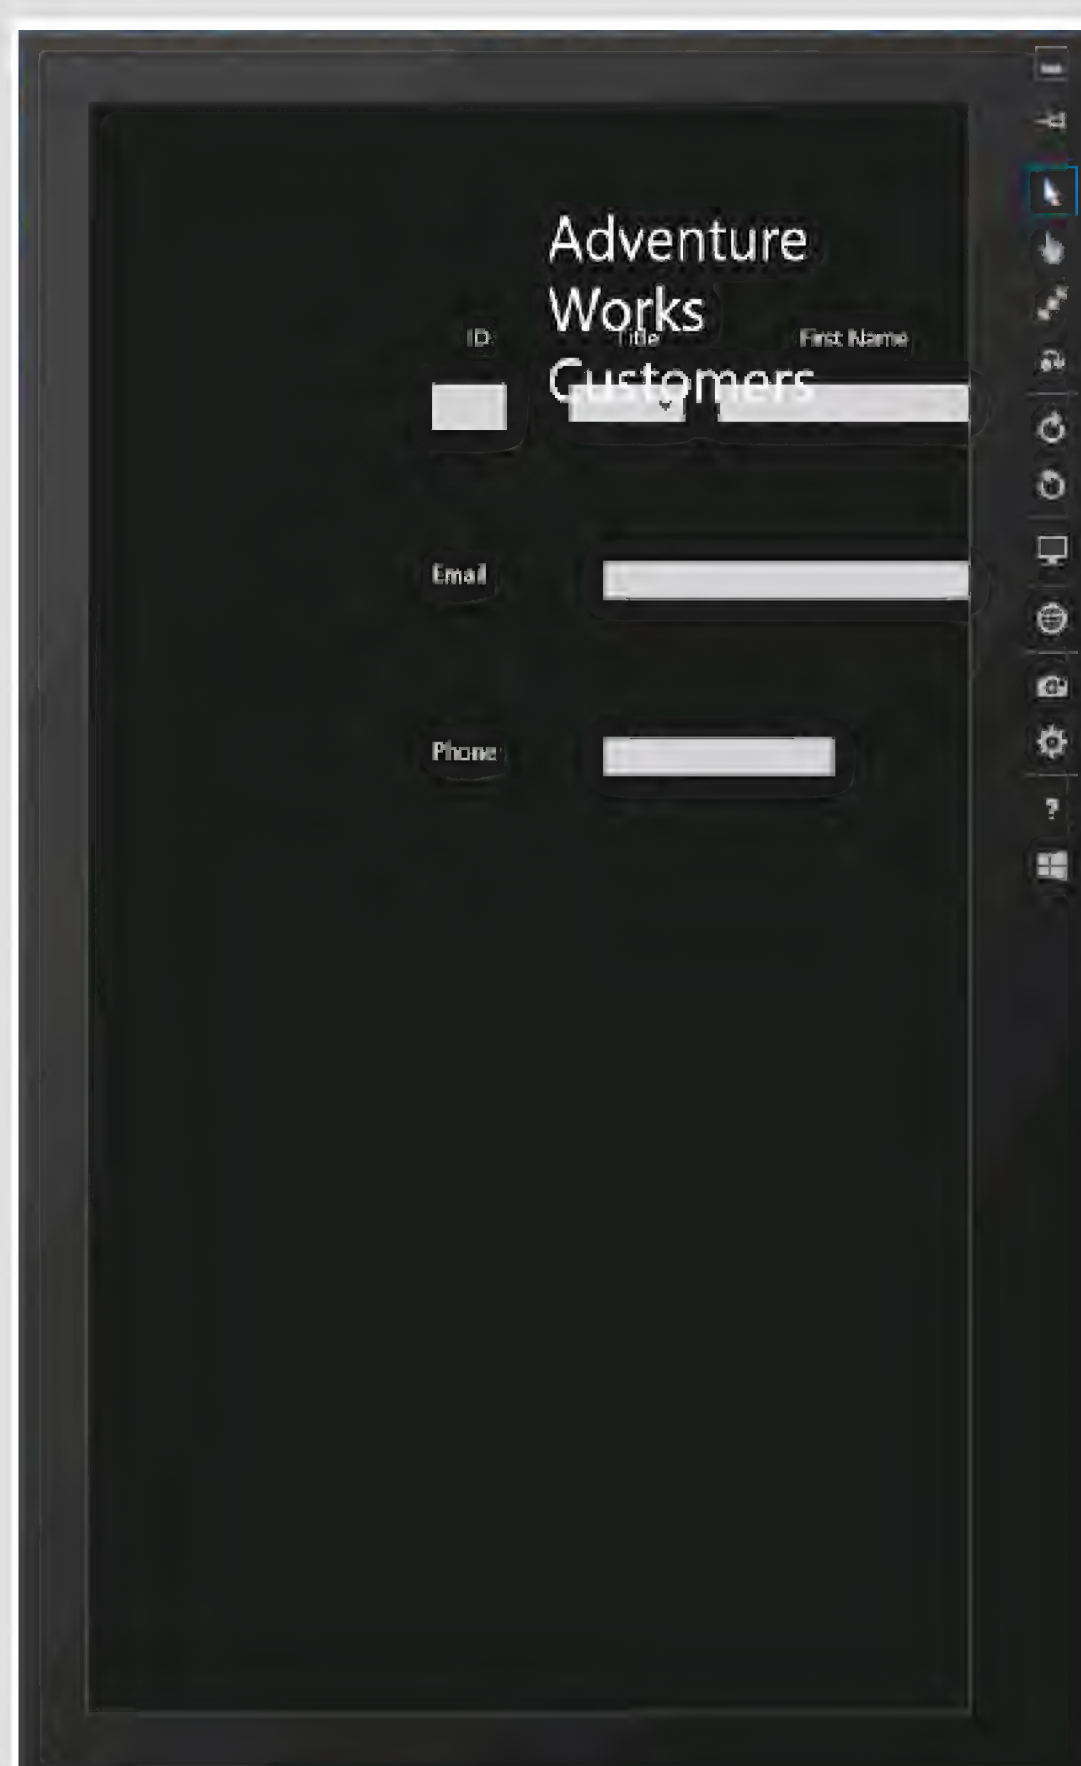 Adventure
Works
Customers
ID Title First Name
Email
Phone